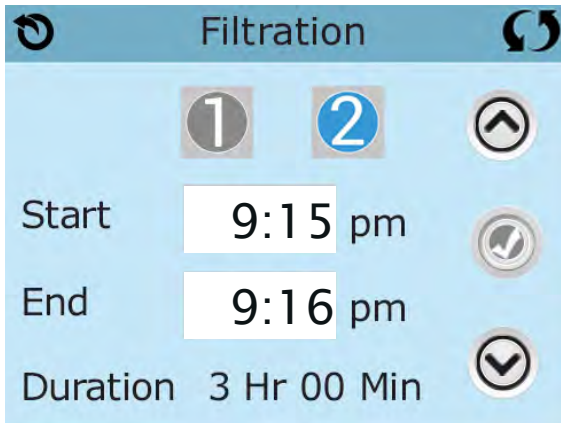 Filtration
1 2
Start 9:15 pm
End 9:16 pm
Duration 3 Hr 00 Min